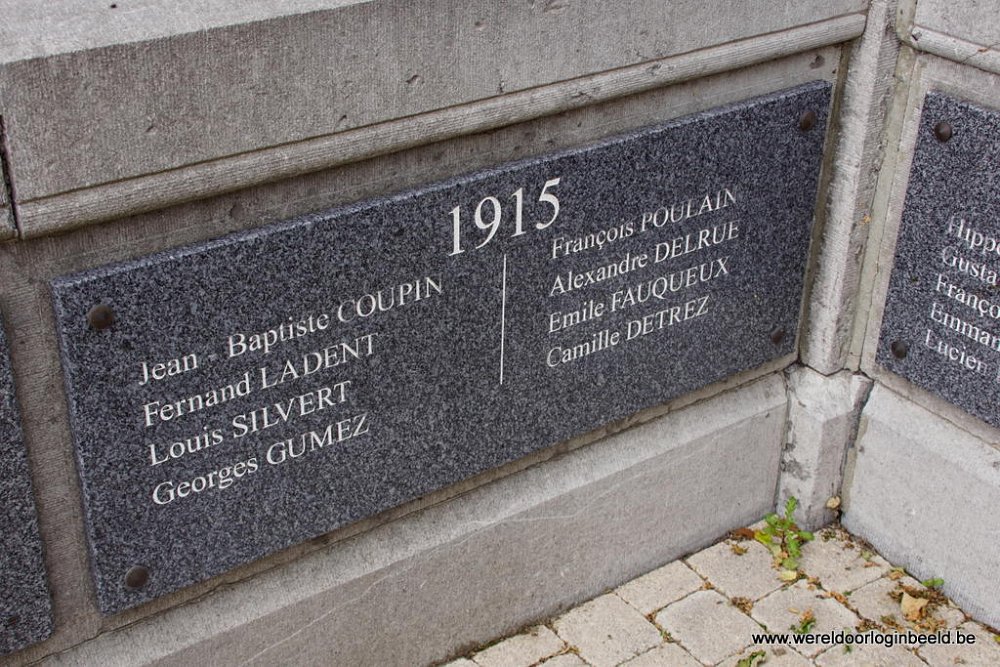 1915
Jean - Baptiste COUPIN
Fernand LADENT
Louis SILVERT
Georges GUMEZ
François POULAIN
Alexandre DELRUE
Emile FAUQUEUX
Camille DETREZ
Lucien
www.wereldoorloginbeeld.be